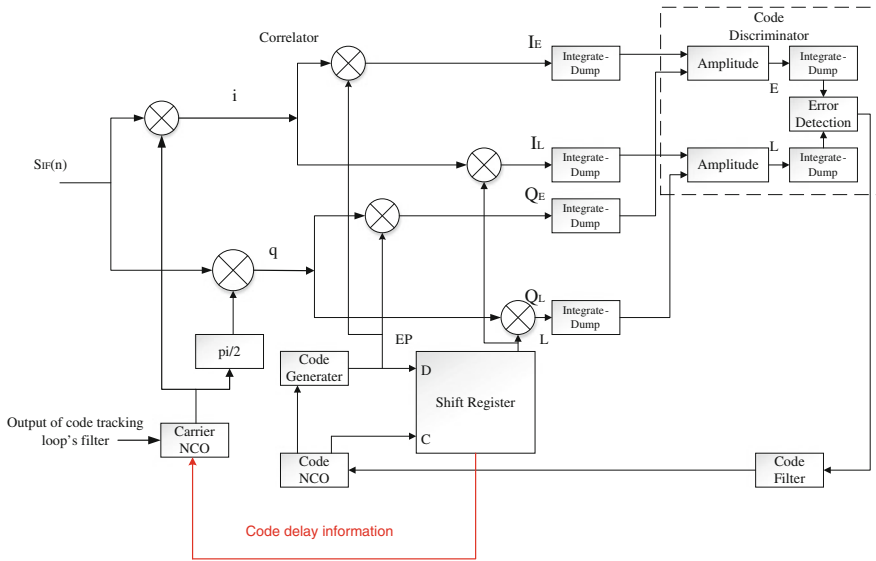 Code
Discriminator
Correlator
IE
Integrate-
Dump
Amplitude
Integrate-
Dump
E
i
Error
Detection
SIF(n)
IL
Integrate-
Dump
Amplitude
L
Integrate-
Dump
QE
Integrate-
Dump
q
QL
Integrate-
Dump
L
EP
pi/2
Code
Generater
D
Shift Register
C
Output of code tracking
loop's filter
Carrier
NCO
Code
NCO
Code
Filter
Code delay information